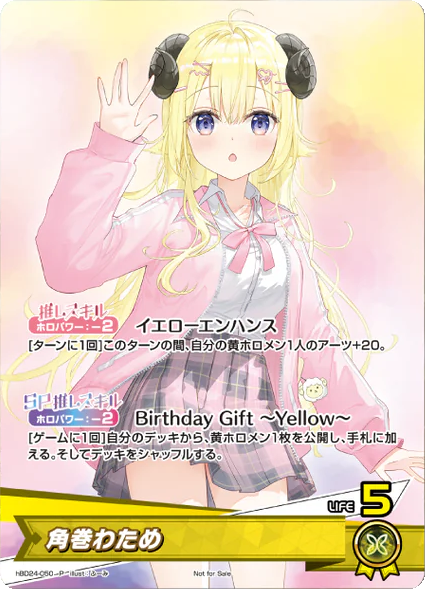 推しスキル
ホロパワー:-2
イエローエンハンス
[ターンに1回]このターンの間、自分の黄ホロメン1人のアーツ+20。
SP推しスキル
ホロパワー:-2
Birthday Gift ~Yellow~
[ゲームに1回]自分のデッキから、黄ホロメン1枚を公開し、手札に加
える。そしてデッキをシャッフルする。
LIFE 5
角巻わため
hBD24-050 P illust:ふーみ
Not for Sale